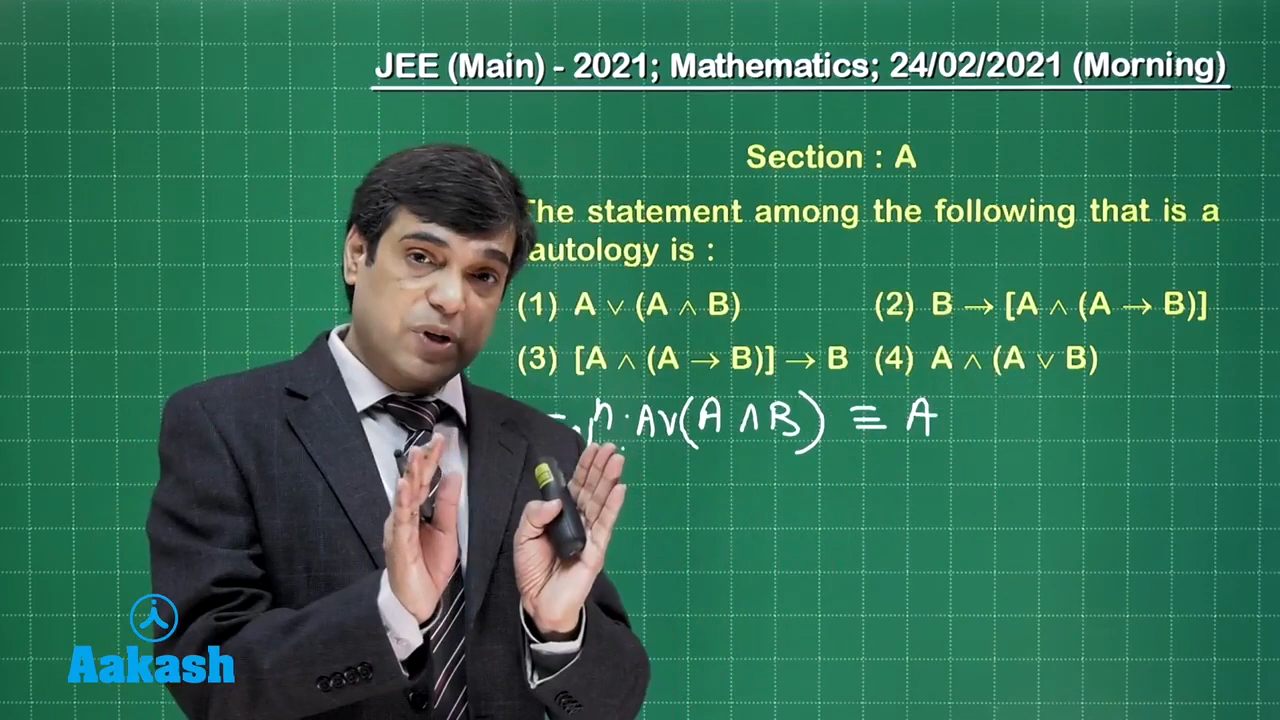 JEE (Main) - 2021; Mathematics; 24/02/2021 (Morning)
Section : A
The statement among the following that is a
autology is :
(1) A ∨ (A ∧ B) (2) B → [A ∧ (A → B)]
(3) [A ∧ (A → B)] → B (4) A ∧ (A ∨ B)
A∨(A ∧ B) ≡ A
Aakash